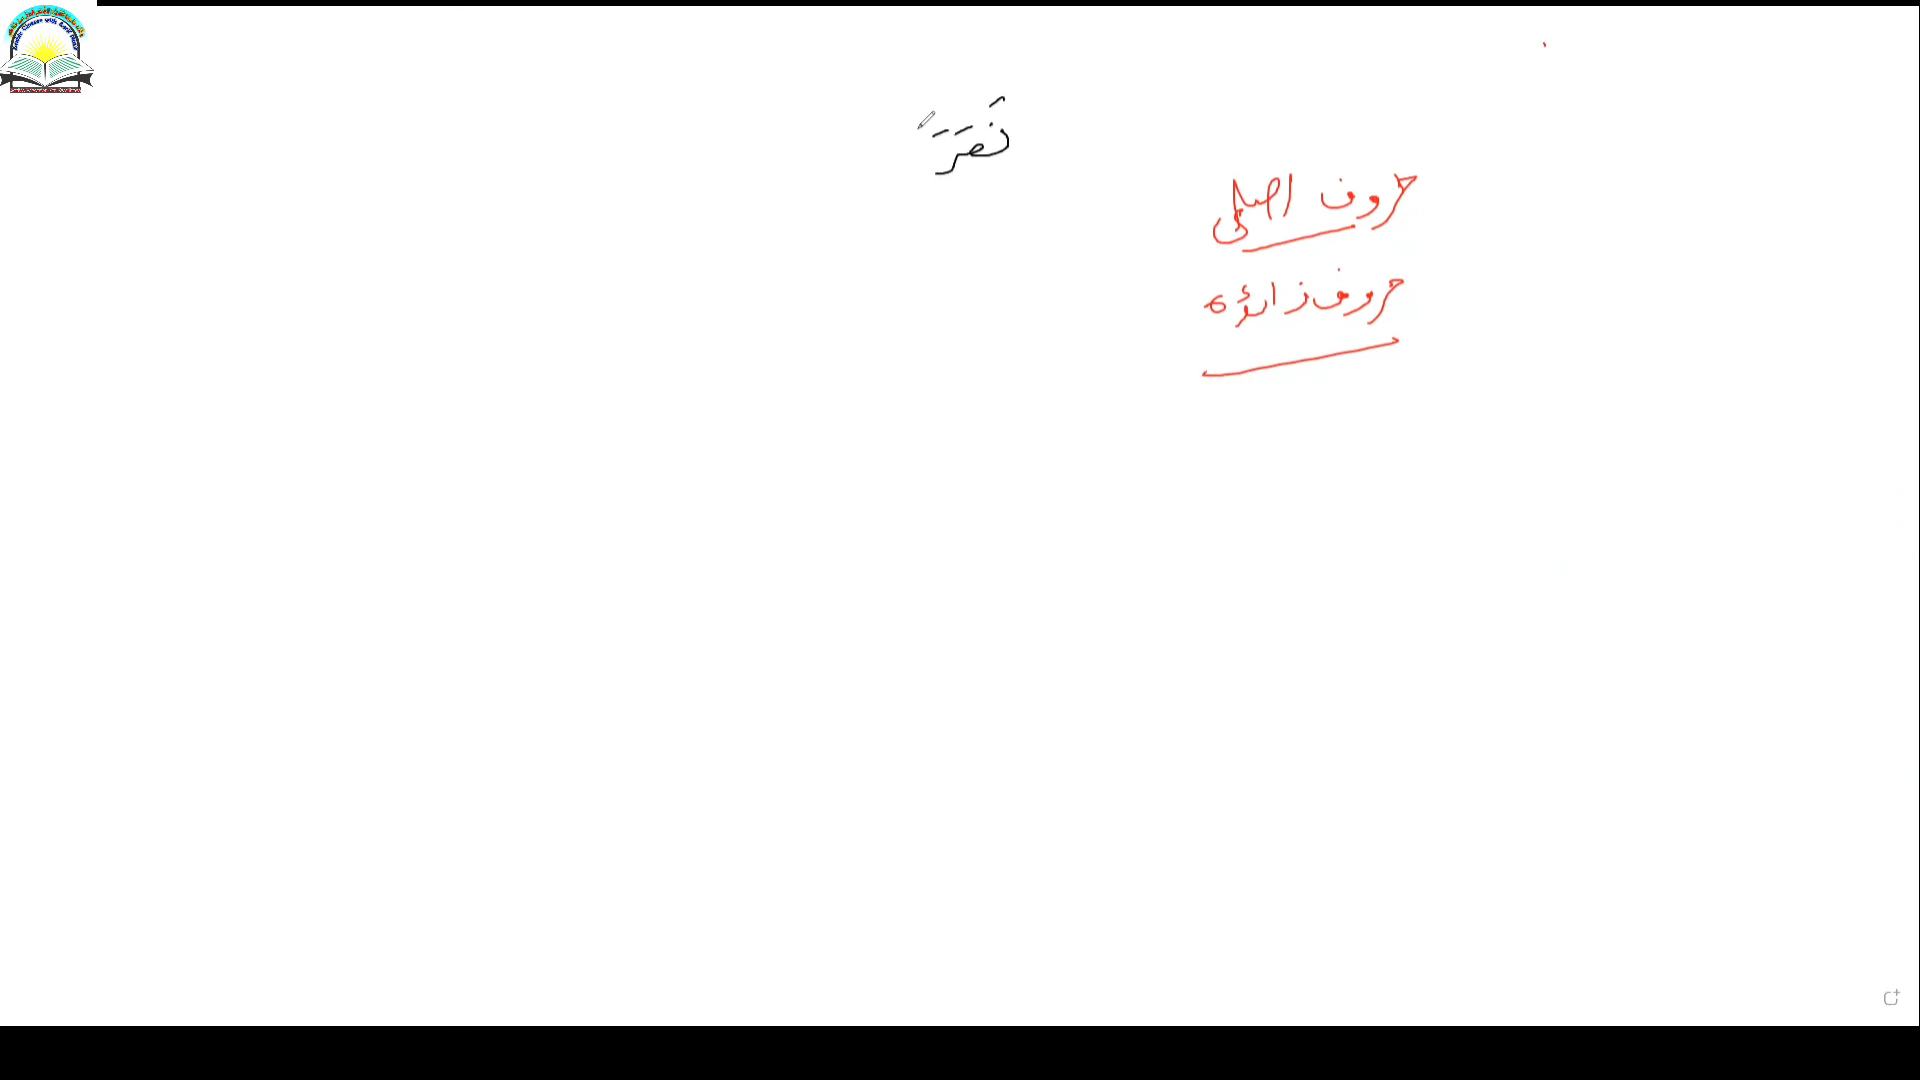 نَصَرَ
حروف اصلی
حروف زائدہ